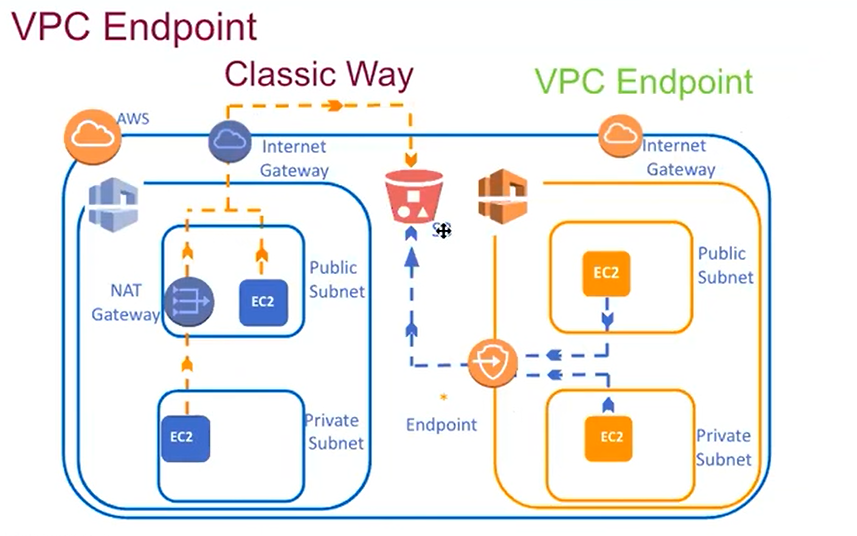 VPC Endpoint
Classic Way
VPC Endpoint
AWS
Internet
Gateway
Internet
Gateway
Public
Subnet
NAT
Gateway
EC2
Private
Subnet
EC2
EC2
Public
Subnet
*
Endpoint
EC2
Private
Subnet